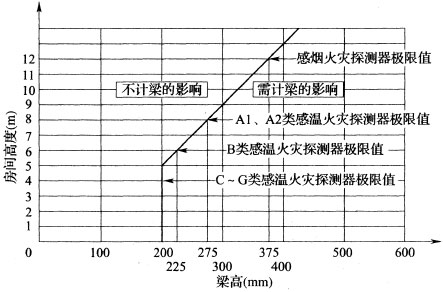 房间高度(m)
12
11
10
9
8
7
6
5
4
3
2
1
0
感烟火灾探测器极限值
不计梁的影响
需计梁的影响
A1、A2类感温火灾探测器极限值
B类感温火灾探测器极限值
C～G类感温火灾探测器极限值
100 200 275 375 500 600
225 300 400
梁高(mm)